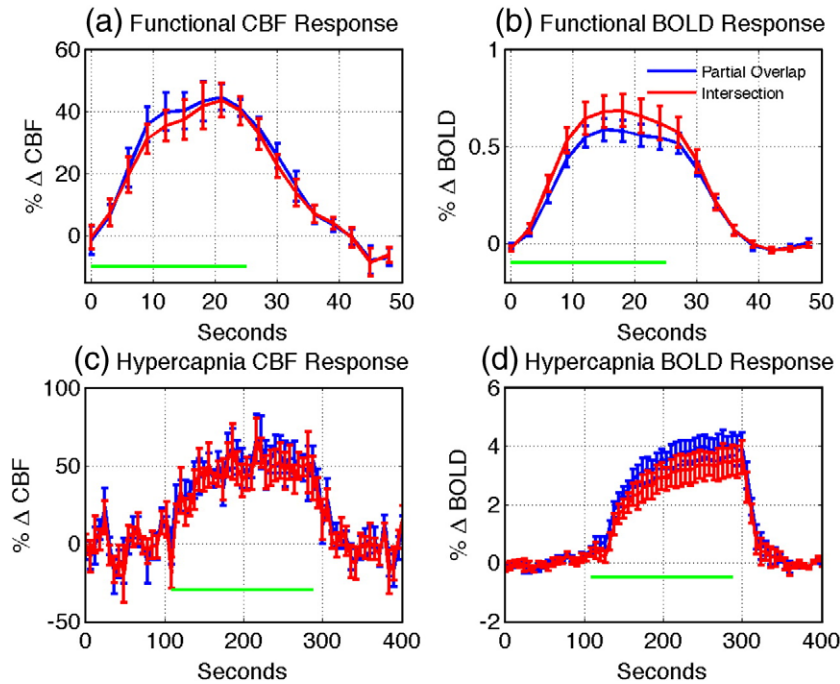 (a) Functional CBF Response
% Δ CBF
60
40
20
0
0 10 20 30 40 50
Seconds
(b) Functional BOLD Response
% Δ BOLD
1
0.5
0
Partial Overlap
Intersection
0 10 20 30 40 50
Seconds
(c) Hypercapnia CBF Response
% Δ CBF
100
50
0
-50
0 100 200 300 400
Seconds
(d) Hypercapnia BOLD Response
% Δ BOLD
6
4
2
0
-2
0 100 200 300 400
Seconds